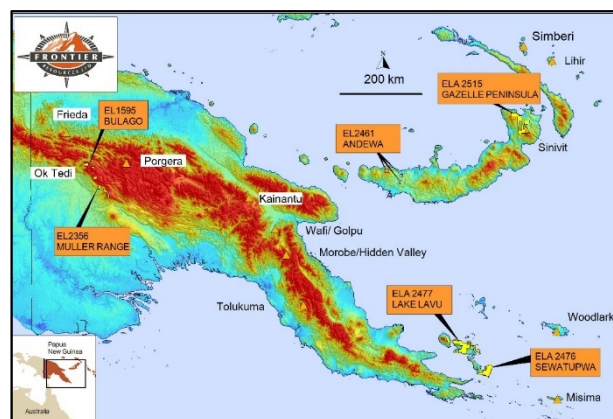 FRONTIER
RESOURCES LTD
Simberi
Lihir
200 km
ELA 2515
GAZELLE PENINSULA
EL1595
BULAGO
Frieda
EL2461
ANDEWA
Sinivit
Porgera
Ok Tedi
Kainantu
EL2356
MULLER RANGE
Wafi/ Golpu
Morobe/Hidden Valley
Tolukuma
ELA 2477
LAKE LAVU
Woodlark
ELA 2476
SEWATUPWA
Misima
Papua
New Guinea
Australia